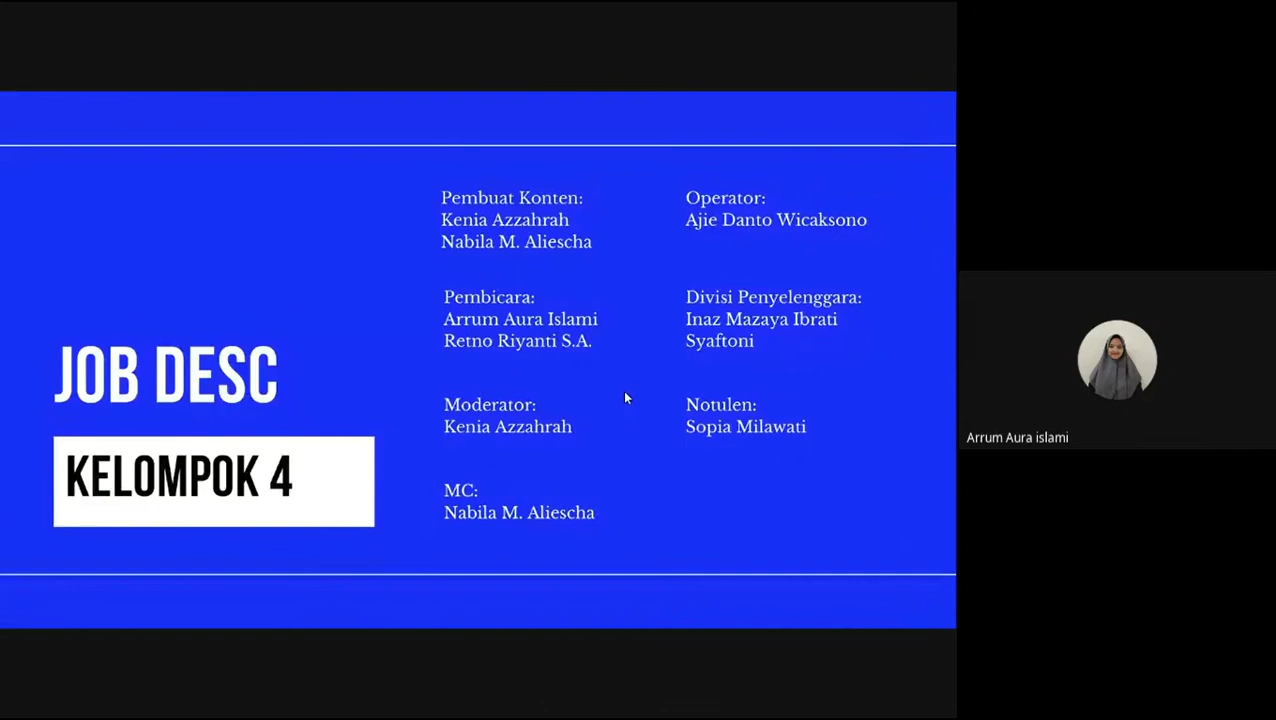 JOB DESC
KELOMPOK 4
Pembuat Konten:
Kenia Azzahrah
Nabila M. Aliescha
Pembicara:
Arrum Aura Islami
Retno Riyanti S.A.
Moderator:
Kenia Azzahrah
MC:
Nabila M. Aliescha
Operator:
Ajie Danto Wicaksono
Divisi Penyelenggara:
Inaz Mazaya Ibrati
Syaftoni
Notulen:
Sopia Milawati
Arrum Aura islami